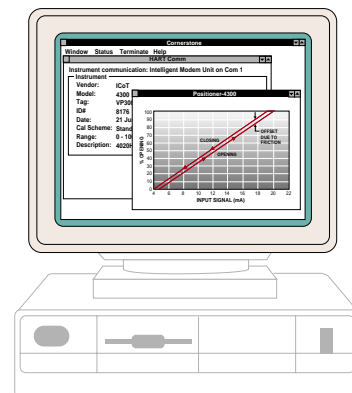 Cornerstone
Window Status Terminate Help
HART Comm
Instrument communication: Intelligent Modem Unit on Com 1
Instrument
Vendor: ICoT
Model: 4300
Tag:
ID# 8176
Date: 21 Ju
Cal Scheme: Stand
Range: 0 - 10
Description: 4020
Positioner-4300
% OPENING
100
90
80
70
60
50
40
30
20
10
0
CLOSING
OPENING
OFFSET
DUE TO
FRICTION
4 6 8 10 12 14 16 18 20 22
INPUT SIGNAL (mA)